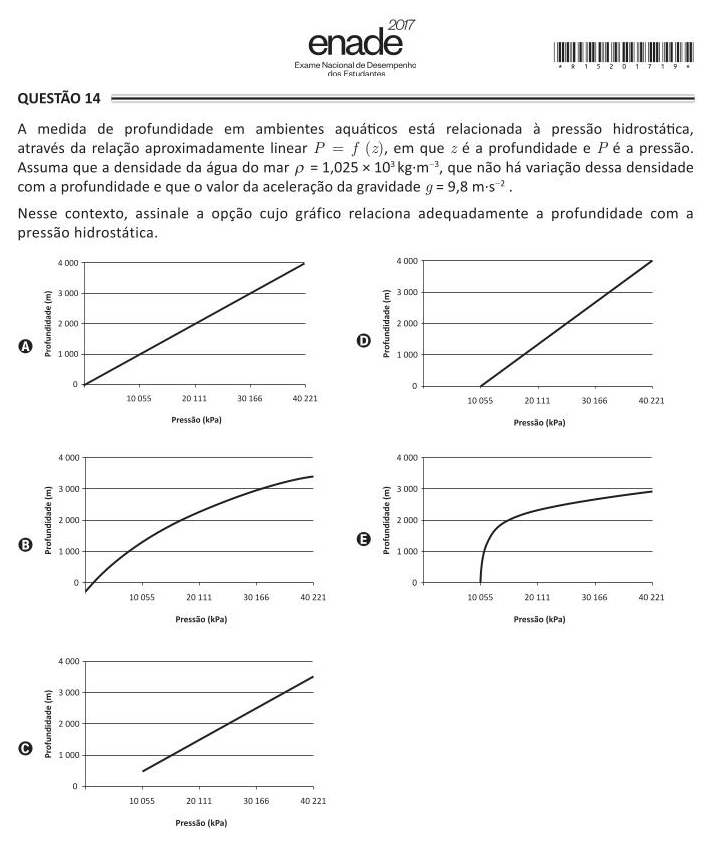 2017
enade
Exame Nacional de Desempenho
dos Estudantes
* R 1 5 2 0 1 7 1 9 *
QUESTÃO 14
A medida de profundidade em ambientes aquáticos está relacionada à pressão hidrostática,
através da relação aproximadamente linear P = f (z), em que z é a profundidade e P é a pressão.
Assuma que a densidade da água do mar ρ = 1,025 × 10³ kg·m⁻³, que não há variação dessa densidade
com a profundidade e que o valor da aceleração da gravidade g = 9,8 m·s⁻² .
Nesse contexto, assinale a opção cujo gráfico relaciona adequadamente a profundidade com a
pressão hidrostática.
A
Profundidade (m)
4 000
3 000
2 000
1 000
0
10 055 20 111 30 166 40 221
Pressão (kPa)
D
Profundidade (m)
4 000
3 000
2 000
1 000
0
10 055 20 111 30 166 40 221
Pressão (kPa)
B
Profundidade (m)
4 000
3 000
2 000
1 000
0
10 055 20 111 30 166 40 221
Pressão (kPa)
E
Profundidade (m)
4 000
3 000
2 000
1 000
0
10 055 20 111 30 166 40 221
Pressão (kPa)
C
Profundidade (m)
4 000
3 000
2 000
1 000
0
10 055 20 111 30 166 40 221
Pressão (kPa)